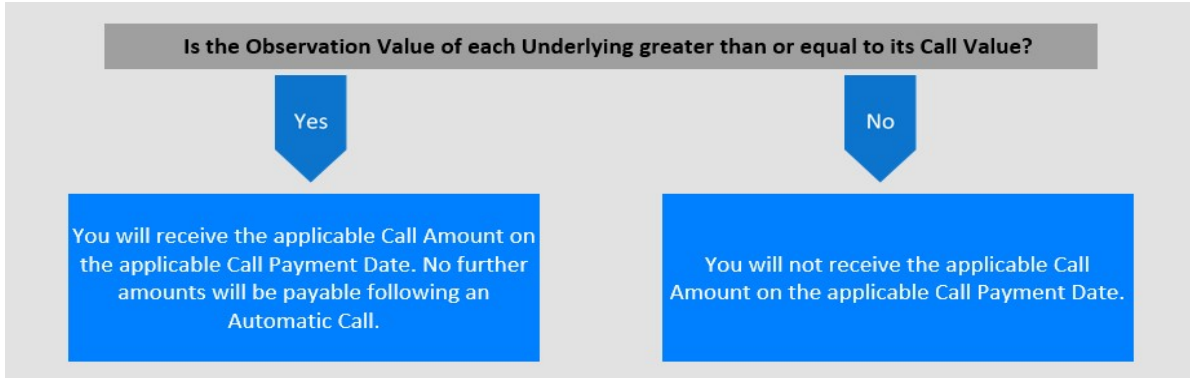 Is the Observation Value of each Underlying greater than or equal to its Call Value?
Yes
No
You will receive the applicable Call Amount on
the applicable Call Payment Date. No further
amounts will be payable following an
Automatic Call.
You will not receive the applicable Call
Amount on the applicable Call Payment Date.